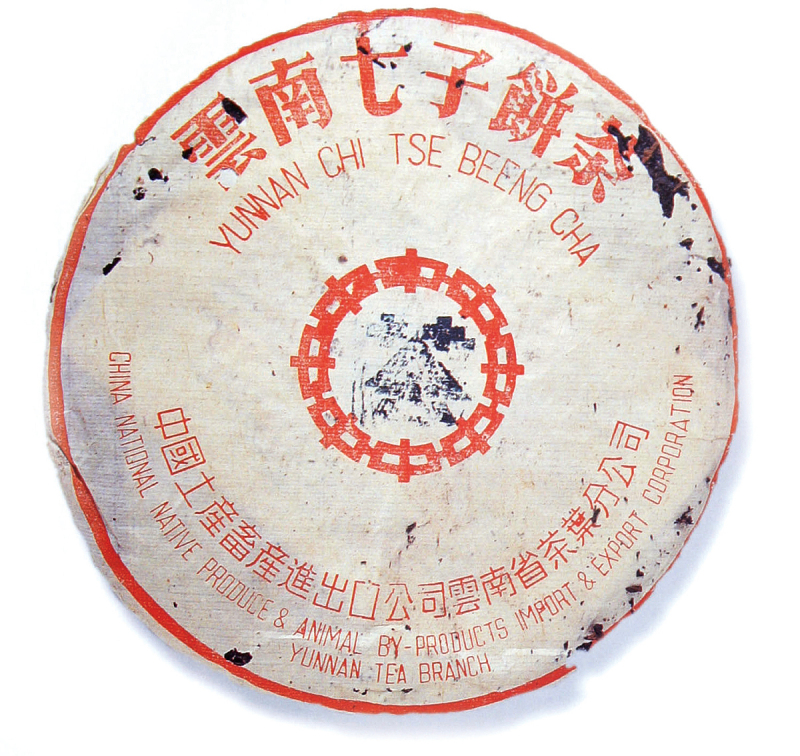 雲南七子餅茶
YUNNAN CHI TSE BEENG CHA
茶
中國土產畜產進出口公司雲南省茶葉分公司
CHINA NATIONAL NATIVE PRODUCE & ANIMAL BY-PRODUCTS IMPORT & EXPORT CORPORATION
YUNNAN TEA BRANCH